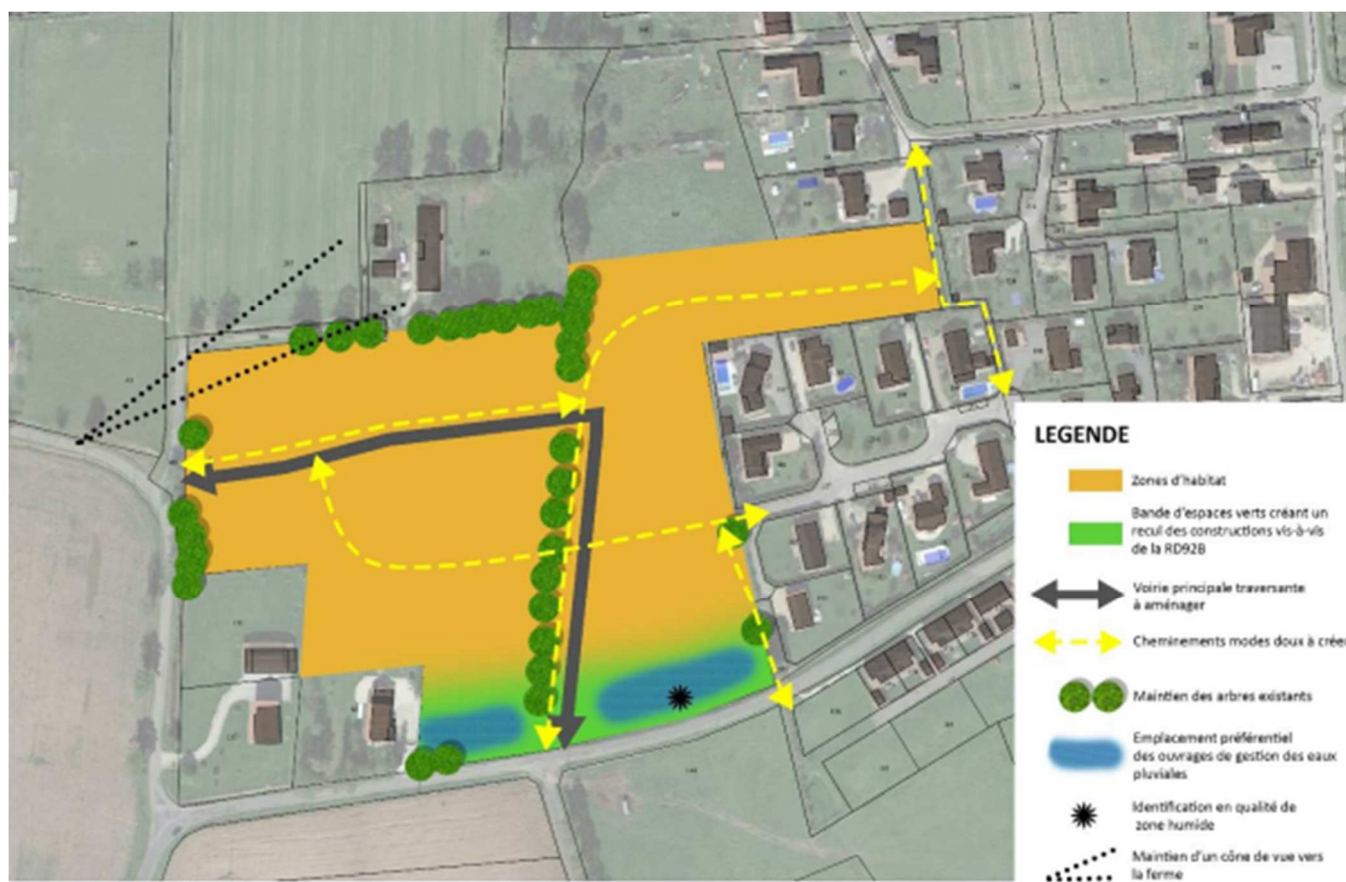 LEGENDE
Zones d'habitat
Bande d'espaces verts créant un
recul des constructions vis-à-vis
de la RD92B
Voirie principale traversante
à aménager
Cheminements modes doux à crée
Maintien des arbres existants
Emplacement préférentiel
des ouvrages de gestion des eaux
pluviales
Identification en qualité de
zone humide
Maintien d'un cône de vue vers
la ferme